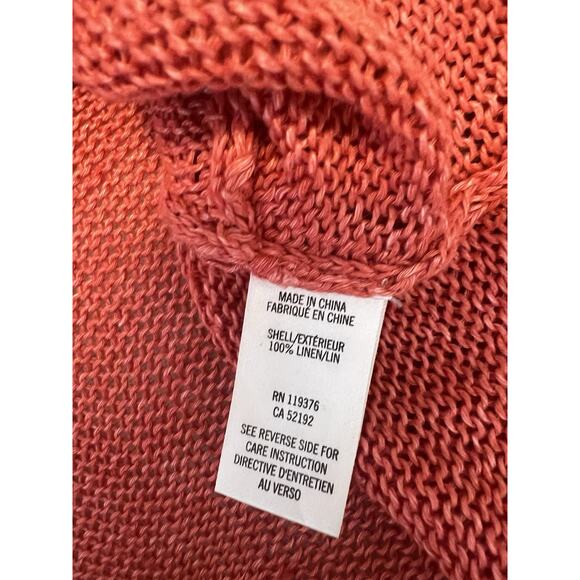 MADE IN CHINA
FABRIQUÉ EN CHINE
SHELL/EXTÉRIEUR
100% LINEN/LIN
RN 119376
CA 52192
SEE REVERSE SIDE FOR
CARE INSTRUCTION
DIRECTIVE D'ENTRETIEN
AU VERSO